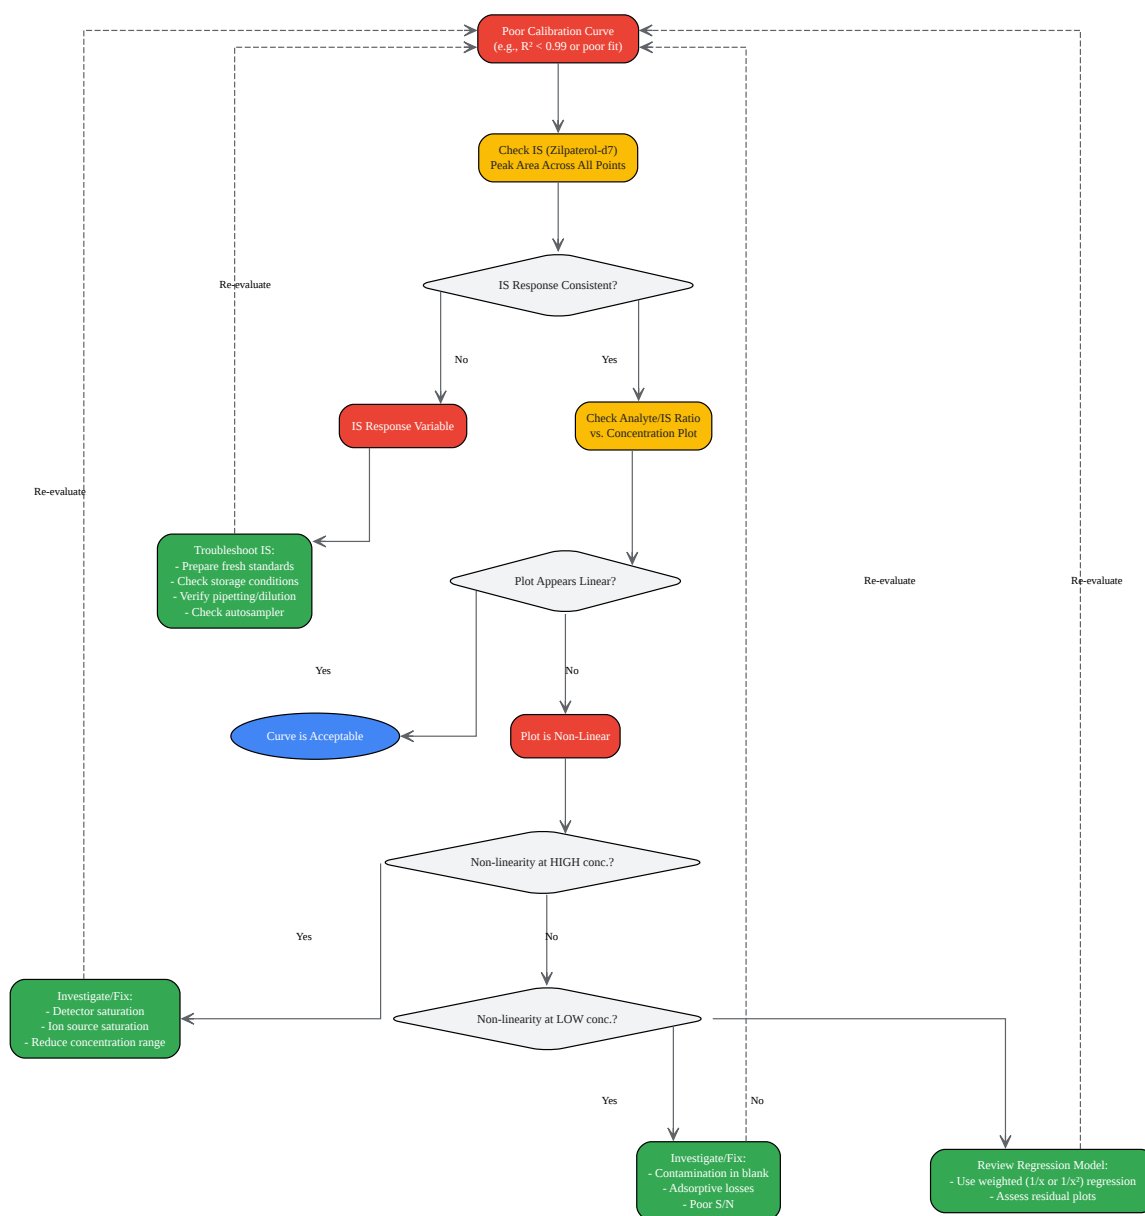 Poor Calibration Curve
(e.g., R² < 0.99 or poor fit)
Check IS (Zilpaterol-d7)
Peak Area Across All Points
Re-evaluate
IS Response Consistent?
No
Yes
IS Response Variable
Check Analyte/IS Ratio
vs. Concentration Plot
Re-evaluate
Troubleshoot IS:
- Prepare fresh standards
- Check storage conditions
- Verify pipetting/dilution
- Check autosampler
Plot Appears Linear?
Re-evaluate
Re-evaluate
Yes
No
Curve is Acceptable
Plot is Non-Linear
Non-linearity at HIGH conc.?
Yes
No
Investigate/Fix:
- Detector saturation
- Ion source saturation
- Reduce concentration range
Non-linearity at LOW conc.?
Yes
No
Investigate/Fix:
- Contamination in blank
- Adsorptive losses
- Poor S/N
Review Regression Model:
- Use weighted (1/x or 1/x²) regression
- Assess residual plots